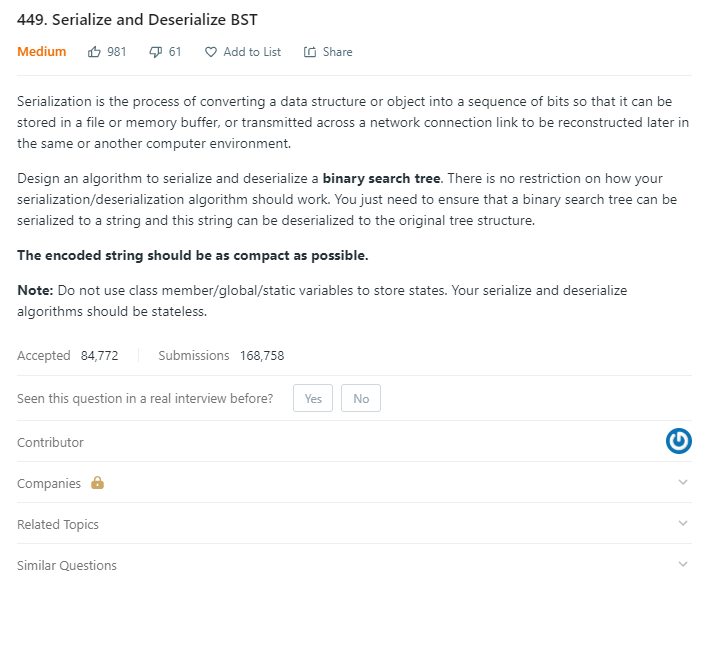 449. Serialize and Deserialize BST
Medium 981 61 Add to List Share
Serialization is the process of converting a data structure or object into a sequence of bits so that it can be
stored in a file or memory buffer, or transmitted across a network connection link to be reconstructed later in
the same or another computer environment.
Design an algorithm to serialize and deserialize a binary search tree. There is no restriction on how your
serialization/deserialization algorithm should work. You just need to ensure that a binary search tree can be
serialized to a string and this string can be deserialized to the original tree structure.
The encoded string should be as compact as possible.
Note: Do not use class member/global/static variables to store states. Your serialize and deserialize
algorithms should be stateless.
Accepted 84,772 Submissions 168,758
Seen this question in a real interview before? Yes No
Contributor
Companies
Related Topics
Similar Questions